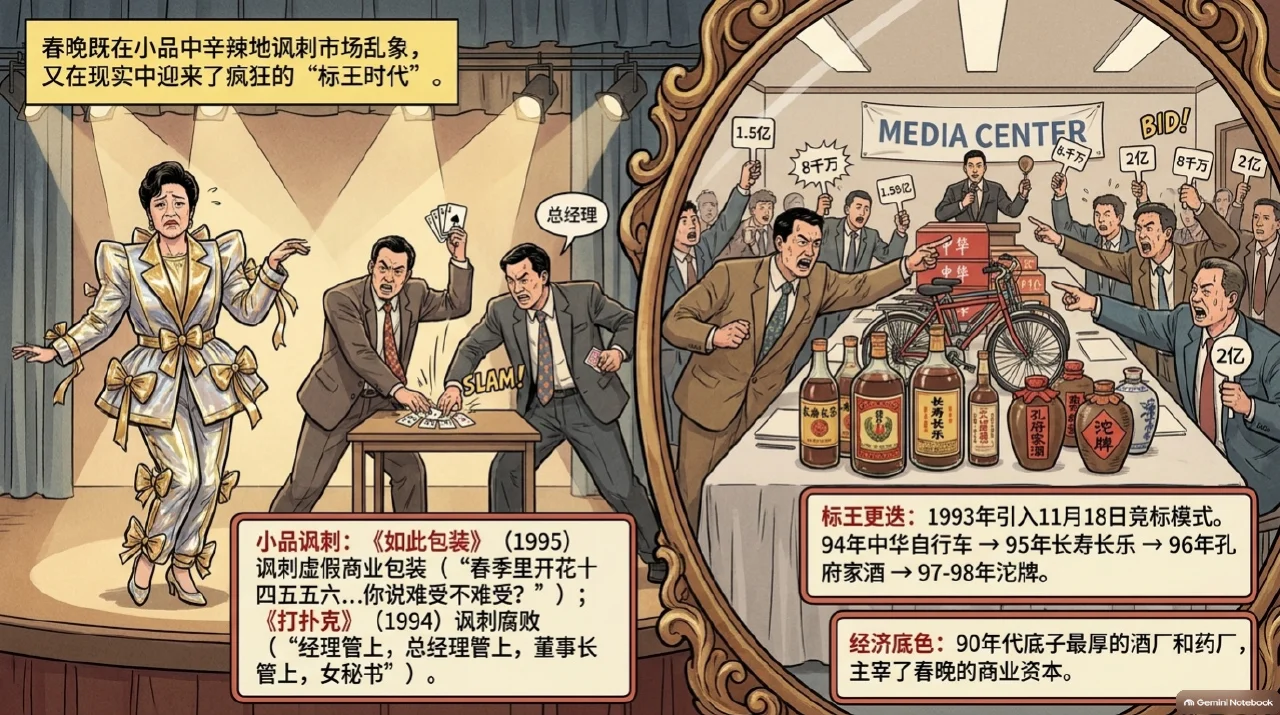 春晚既在小品中辛辣地讽刺市场乱象，
又在现实中迎来了疯狂的“标王时代”。
总经理
SLAM!
小品讽刺：《如此包装》（1995）
讽刺虚假商业包装（“春季里开花十
四五五六...你说难受不难受？”）；
《打扑克》（1994）讽刺腐败
（“经理管上，总经理管上，董事长
管上，女秘书”）。
MEDIA CENTER
BID!
1.5亿
8千万
1.58亿
8.千万
2亿
8千万
2亿
2亿
中华
中华
长寿长乐
孔府家酒
沱牌
标王更迭：1993年引入11月18日竞标模式。
94年中华自行车 → 95年长寿长乐 → 96年孔
府家酒 → 97-98年沱牌。
经济底色：90年代底子最厚的酒厂和药厂，
主宰了春晚的商业资本。
Gemini Notebook